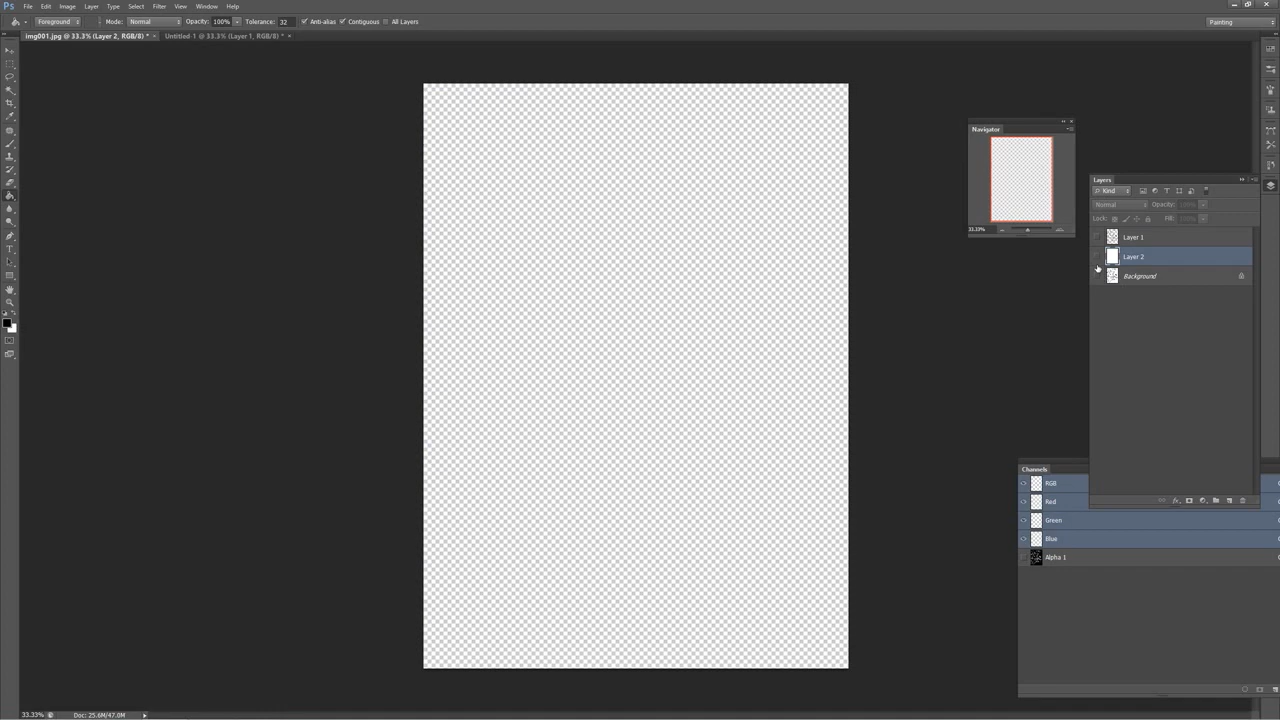 Ps File Edit Image Layer Type Select Filter View Window Help
Foreground Mode: Normal Opacity: 100% Tolerance: 32 Anti-alias Contiguous All Layers Painting
img001.jpg @ 33.3% (Layer 2, RGB/8) * × Untitled-1 @ 33.3% (Layer 1, RGB/8) * ×
Navigator
33.33%
Layers
Kind
Normal Opacity: 100%
Lock: Fill: 100%
Layer 1
Layer 2
Background
Channels
RGB
Red
Green
Blue
Alpha 1
33.33% Doc: 25.6M/47.0M